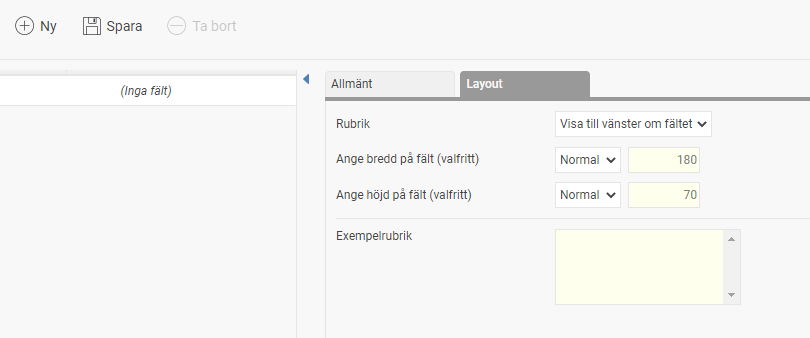 Ny Spara Ta bort
(Inga fält)
Allmänt Layout
Rubrik Visa till vänster om fältet
Ange bredd på fält (valfritt) Normal 180
Ange höjd på fält (valfritt) Normal 70
Exempelrubrik